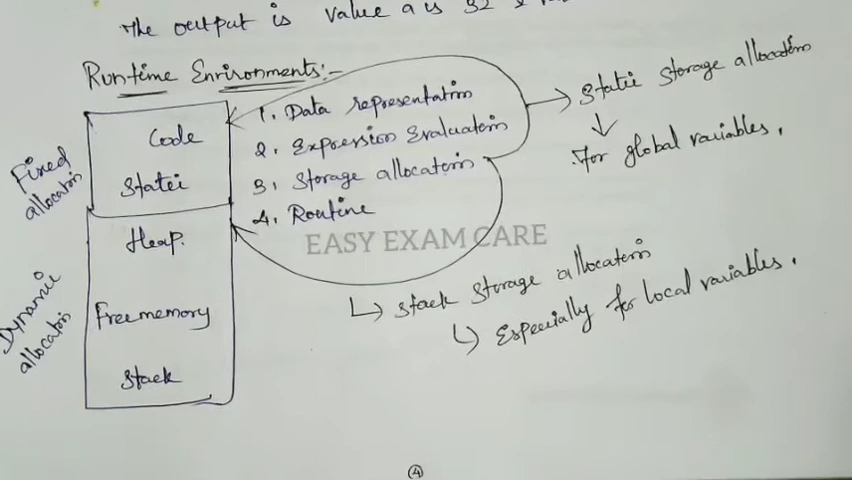 The output is value a is 32
Runtime Environments:-
Fixed allocation
Code
Static
Heap.
Dynamic allocation
Freememory
Stack
1. Data representation
2. Expression Evaluation
3. Storage allocation
4. Routine
Static storage allocation
For global variables.
EASY EXAM CARE
Stack storage allocation
Especially for local variables.
4